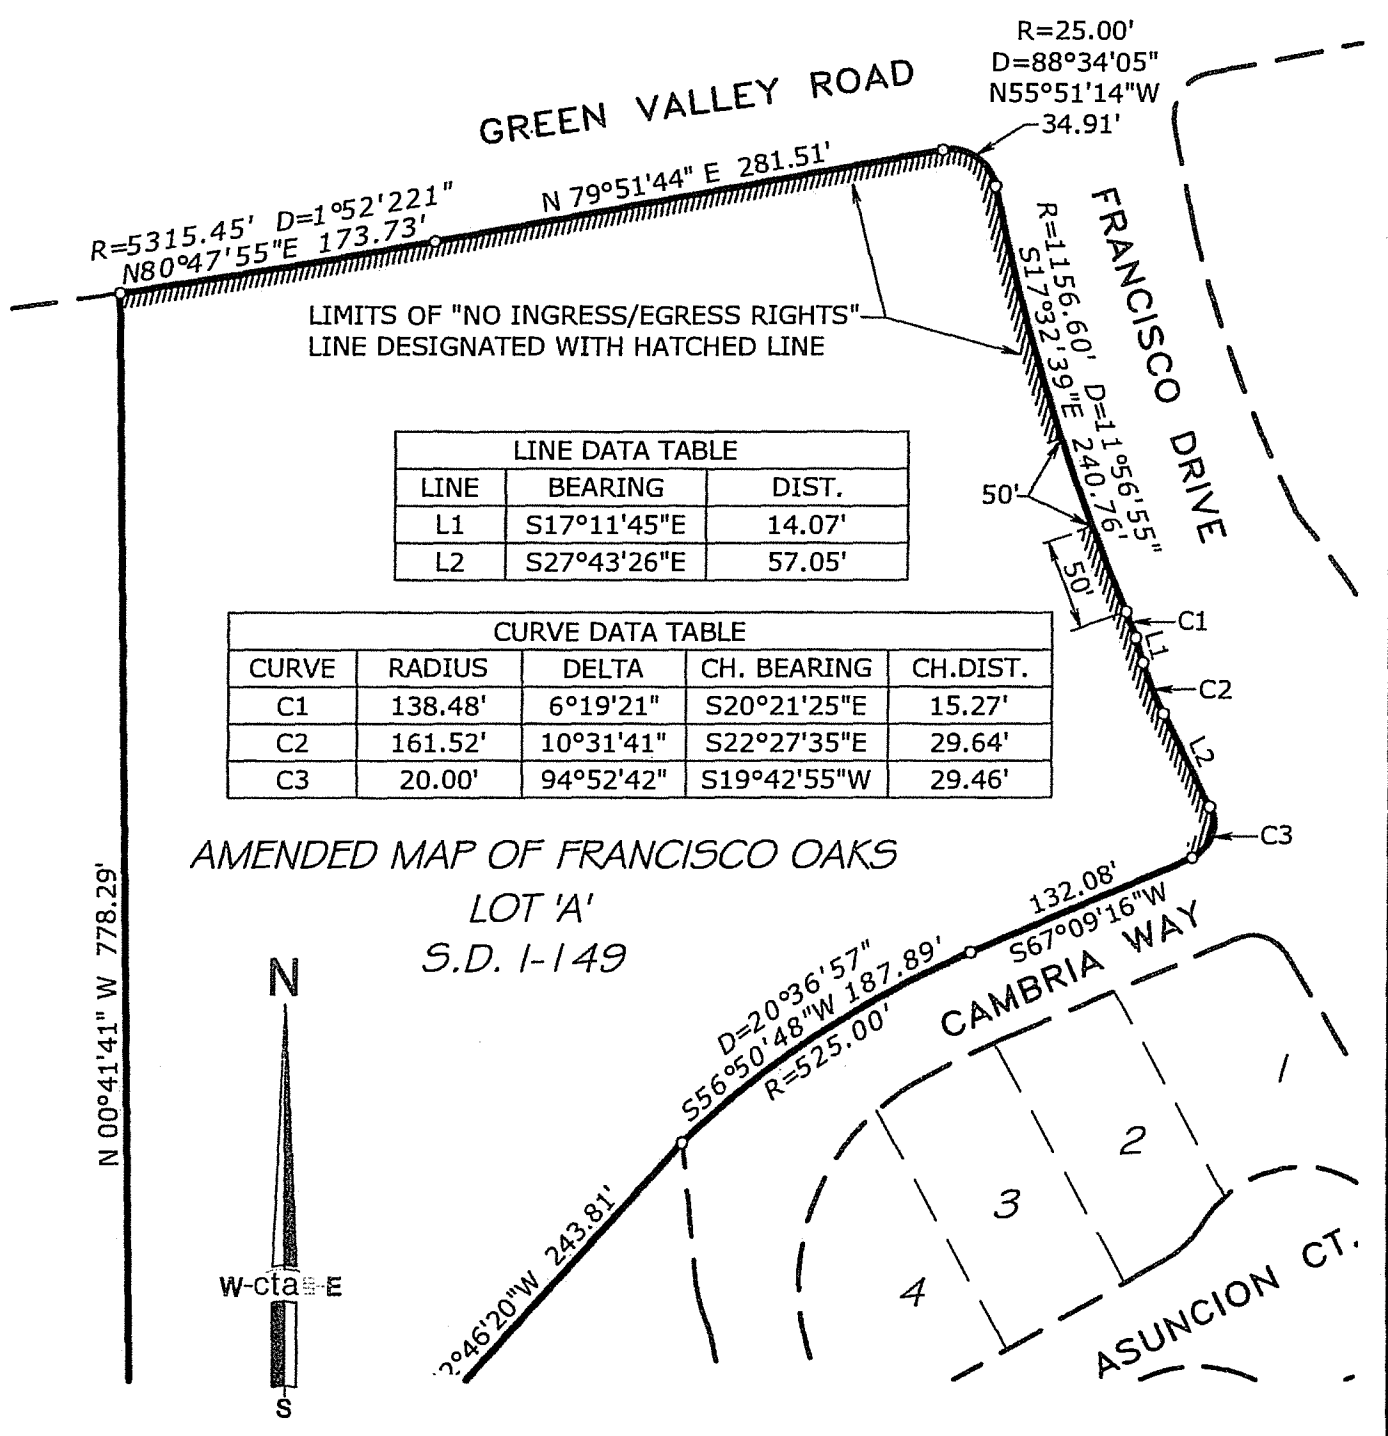 R=25.00'
D=88°34'05"
N55°51'14"W
34.91'
GREEN VALLEY ROAD
N 79°51'44" E 281.51'
R=5315.45' D=1°52'221"
N80°47'55"E 173.73'
FRANCISCO DRIVE
R=1156.60' D=11°56'55"
S17°32'39"E 240.76'
LIMITS OF "NO INGRESS/EGRESS RIGHTS"
LINE DESIGNATED WITH HATCHED LINE
50'
50'
LINE DATA TABLE
LINE BEARING DIST.
L1 S17°11'45"E 14.07'
L2 S27°43'26"E 57.05'
CURVE DATA TABLE
CURVE RADIUS DELTA CH. BEARING CH.DIST.
C1 138.48' 6°19'21" S20°21'25"E 15.27'
C2 161.52' 10°31'41" S22°27'35"E 29.64'
C3 20.00' 94°52'42" S19°42'55"W 29.46'
C1
L1
C2
L2
C3
AMENDED MAP OF FRANCISCO OAKS
LOT 'A'
S.D. 1-149
N 00°41'41" W 778.29'
132.08'
S67°09'16"W
CAMBRIA WAY
D=20°36'57"
S56°50'48"W 187.89'
R=525.00'
2°46'20"W 243.81'
N
W-cta E
S
2
3
4
ASUNCION CT.